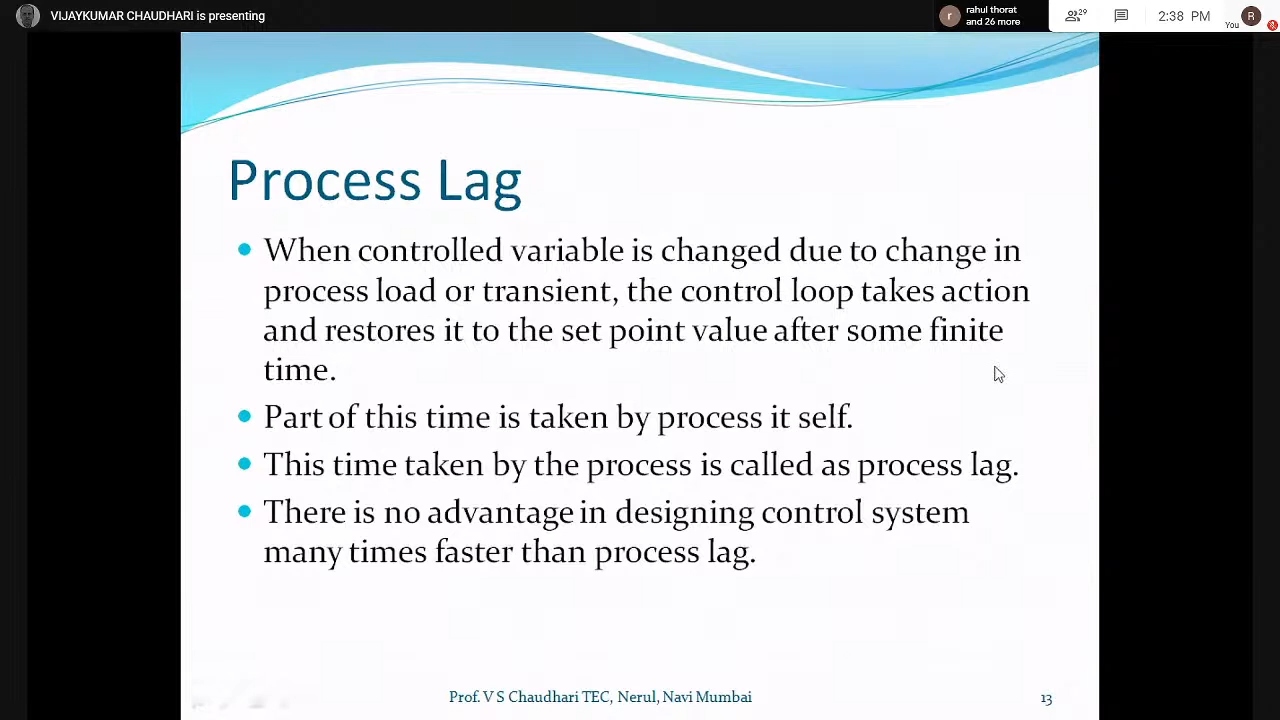 VIJAYKUMAR CHAUDHARI is presenting
r
rahul thorat
and 26 more
29
2:38 PM
You
R
Process Lag
When controlled variable is changed due to change in
process load or transient, the control loop takes action
and restores it to the set point value after some finite
time.
Part of this time is taken by process it self.
This time taken by the process is called as process lag.
There is no advantage in designing control system
many times faster than process lag.
Prof. V S Chaudhari TEC, Nerul, Navi Mumbai
13